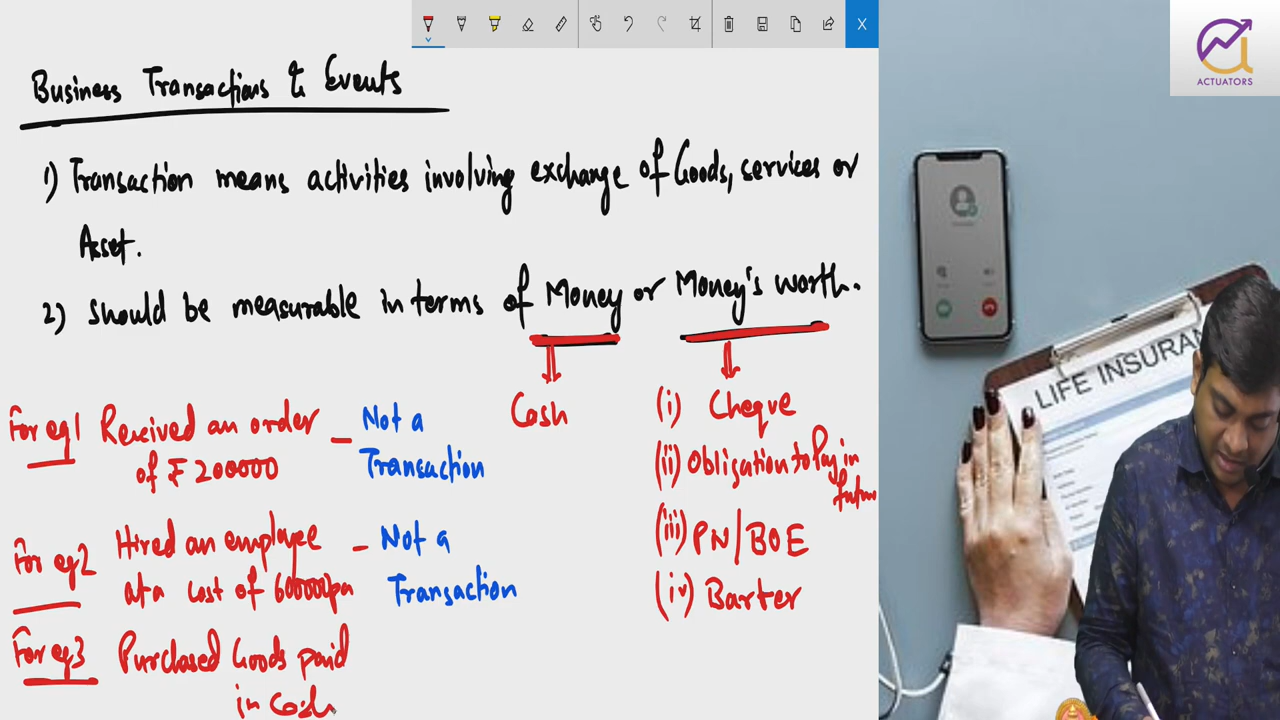 Business Transactions & Events
1) Transaction means activities involving exchange of Goods, services or
Asset.
2) Should be measurable in terms of Money or Money's worth.
Cash
(i) Cheque
(ii) Obligation to Pay in
future
(iii) PN/BOE
(iv) Barter
For eg1 Received an order
of ₹ 200000
– Not a
Transaction
For eg2 Hired an employee
at a cost of 600000pa
– Not a
Transaction
For eg3 Purchased Goods paid
in Cash
ACTUATORS
LIFE INSURAN
X